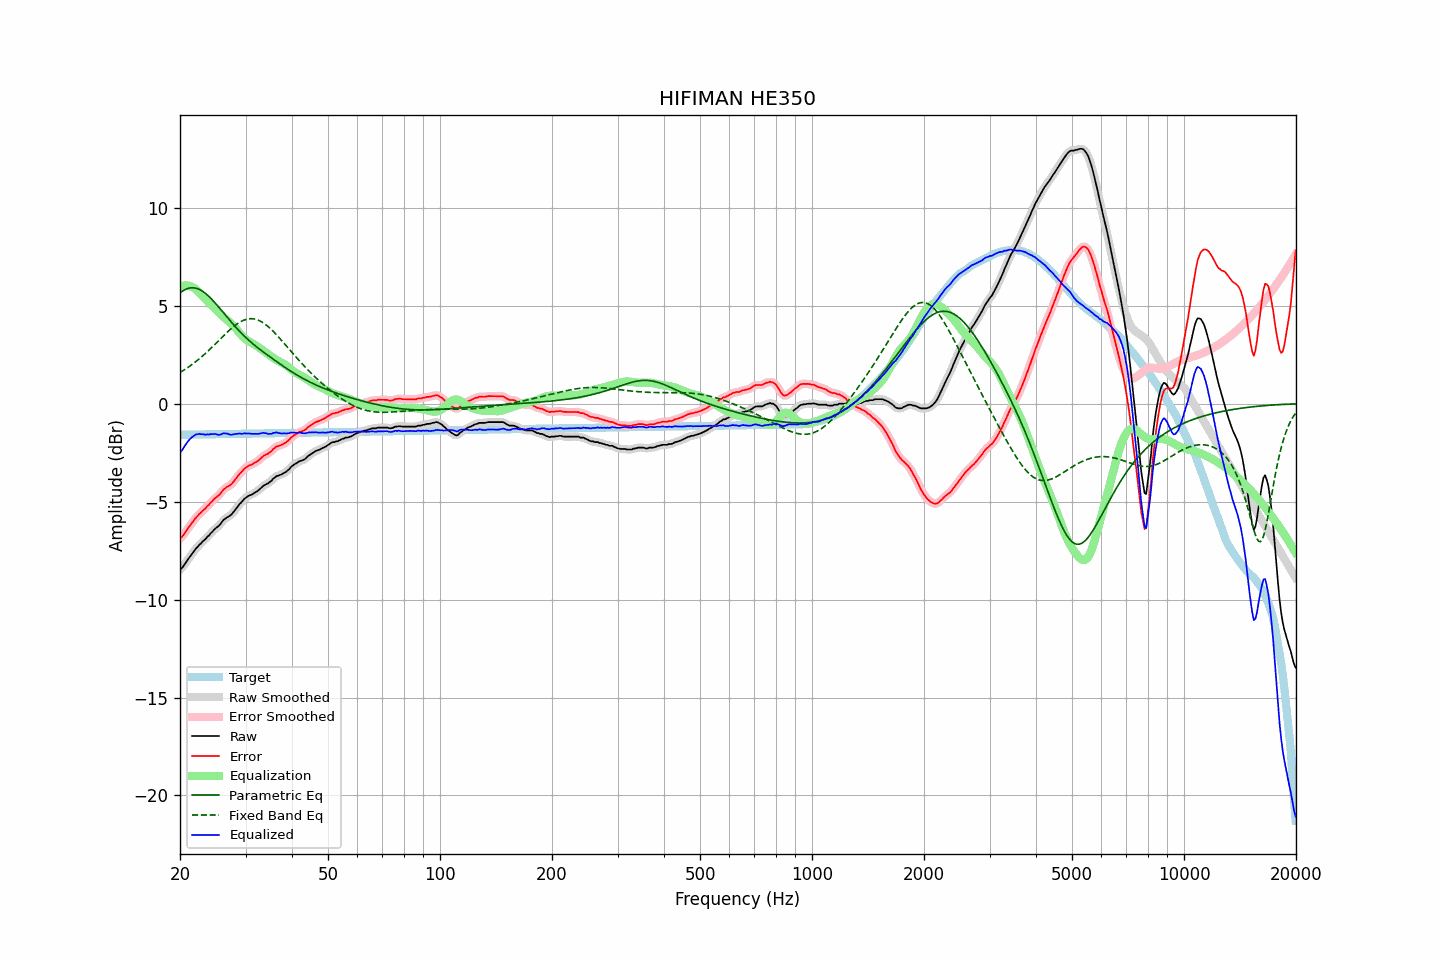 HIFIMAN HE350
Amplitude (dBr)
10
5
0
−5
−10
−15
−20
Target
Raw Smoothed
Error Smoothed
Raw
Error
Equalization
Parametric Eq
Fixed Band Eq
Equalized
20 50 100 200 500 1000 2000 5000 10000 20000
Frequency (Hz)